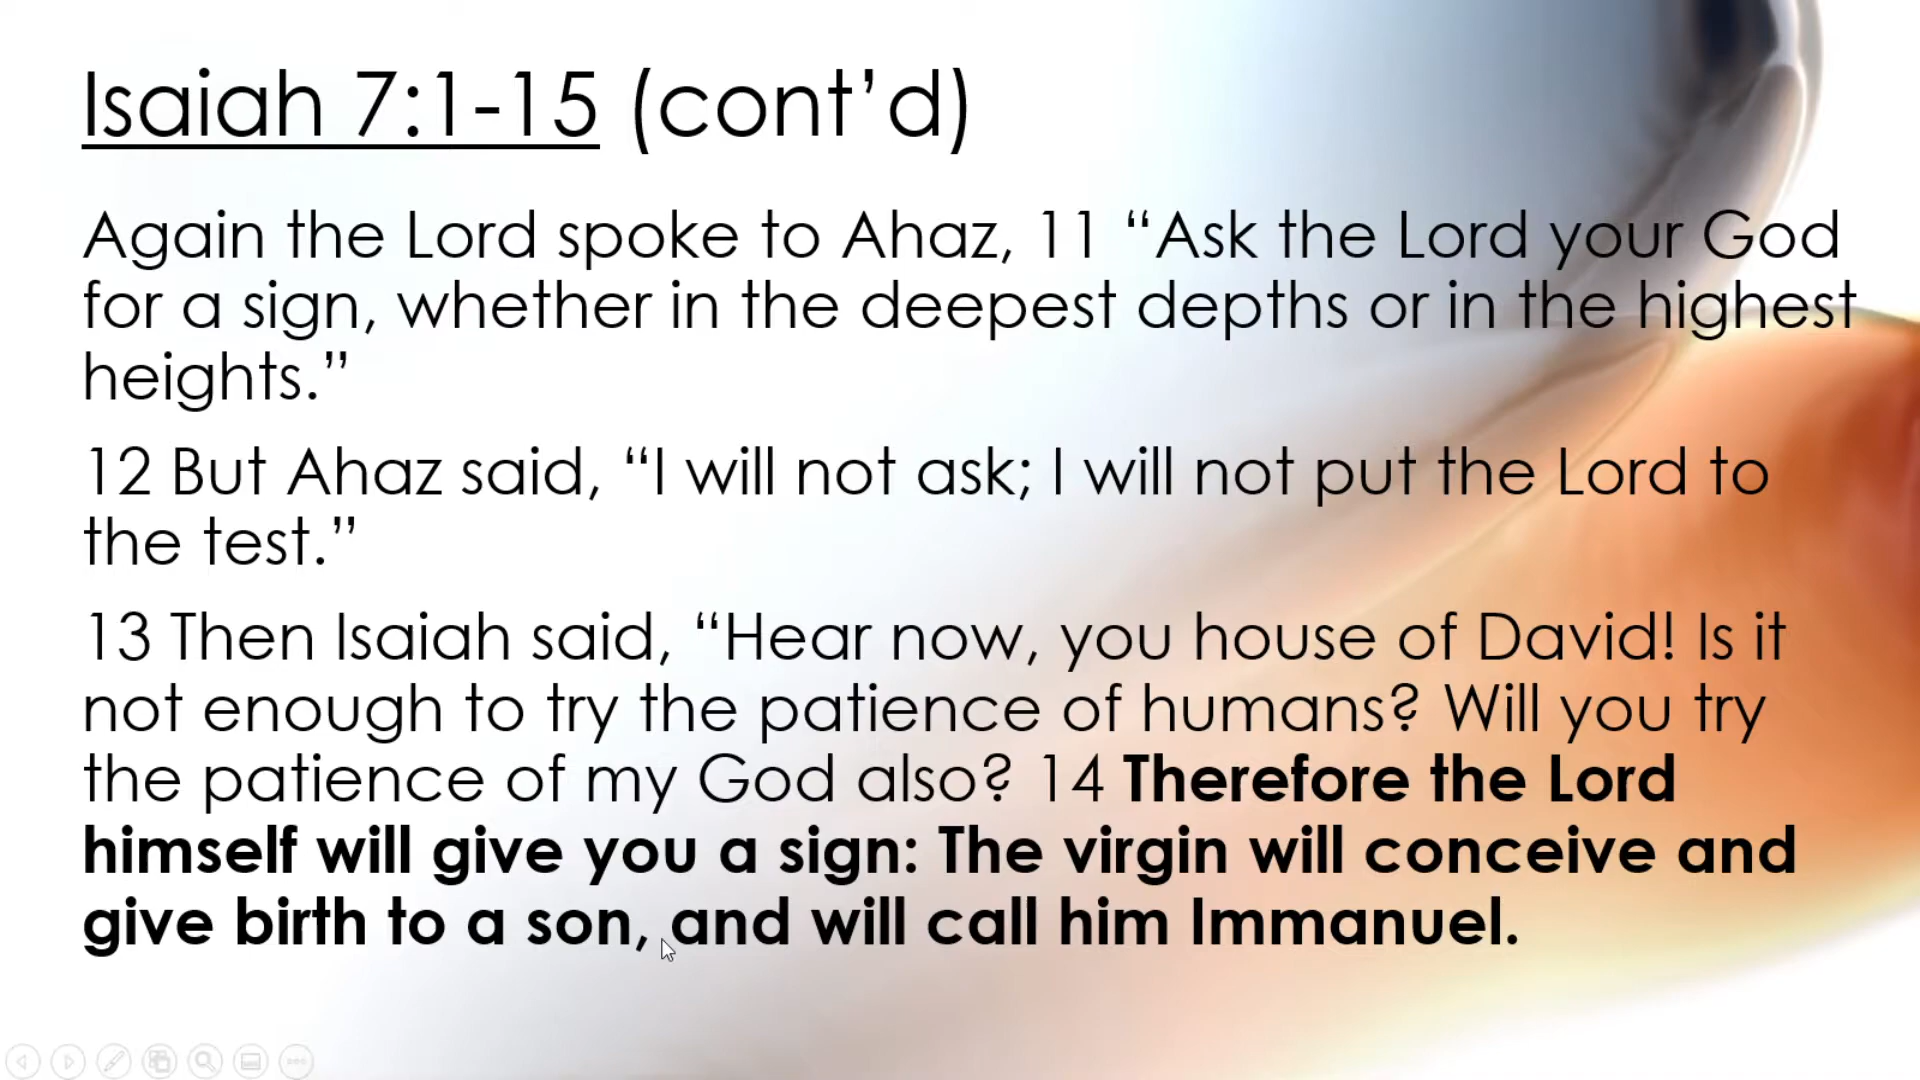 Isaiah 7:1-15 (cont’d)
Again the Lord spoke to Ahaz, 11 “Ask the Lord your God
for a sign, whether in the deepest depths or in the highest
heights.”
12 But Ahaz said, “I will not ask; I will not put the Lord to
the test.”
13 Then Isaiah said, “Hear now, you house of David! Is it
not enough to try the patience of humans? Will you try
the patience of my God also? 14 Therefore the Lord
himself will give you a sign: The virgin will conceive and
give birth to a son, and will call him Immanuel.